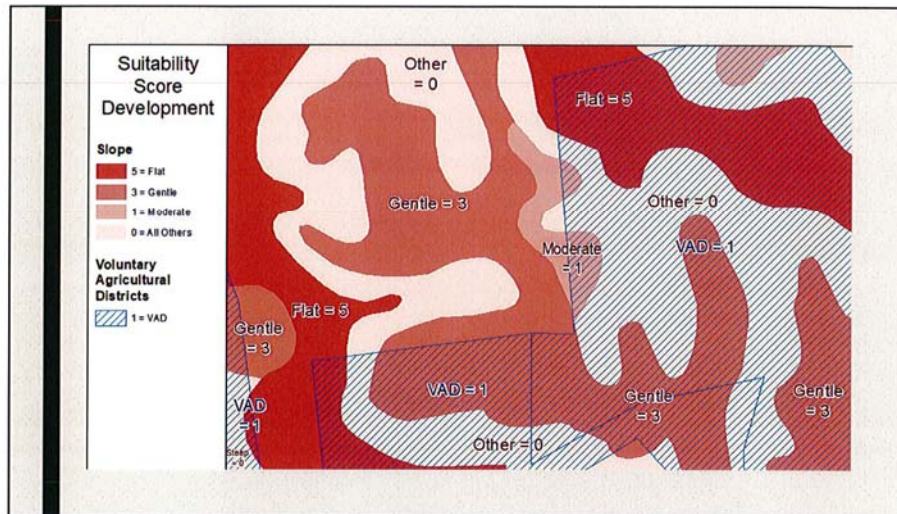 Suitability
Score
Development
Slope
5 = Flat
3 = Gentle
1 = Moderate
0 = All Others
Voluntary
Agricultural
Districts
1 = VAD
Other
= 0
Flat = 5
Gentle = 3
Other = 0
Moderate
= 1
VAD = 1
Flat = 5
Gentle
= 3
VAD = 1
Gentle
= 3
Gentle
= 3
VAD
= 1
Other = 0
Steep
= 0